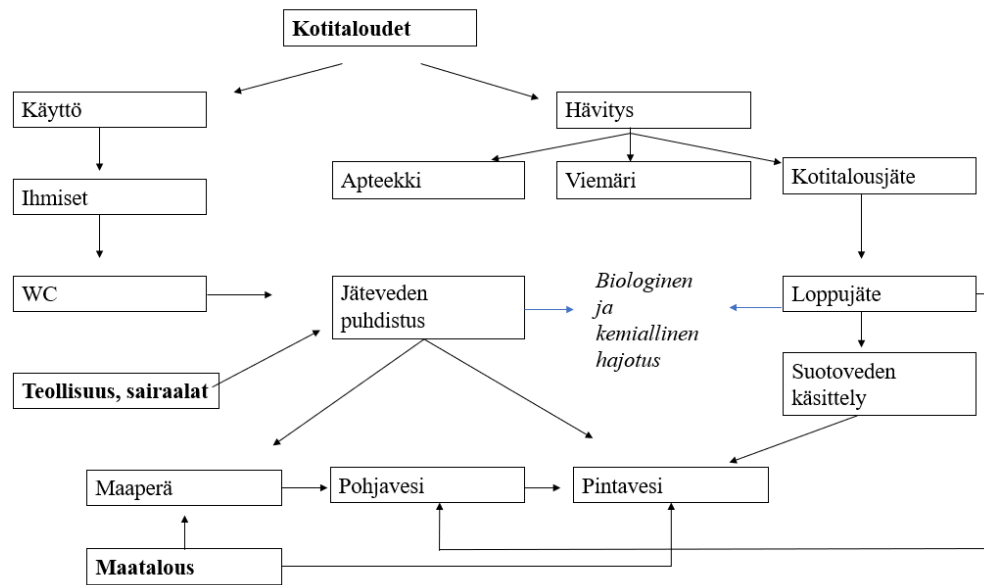 Kotitaloudet
Käyttö
Hävitys
Apteekki
Viemäri
Kotitalousjäte
Ihmiset
WC
Jäteveden
puhdistus
Biologinen
ja
kemiallinen
hajotus
Loppujäte
Teollisuus, sairaalat
Suotoveden
käsittely
Maaperä
Pohjavesi
Pintavesi
Maatalous